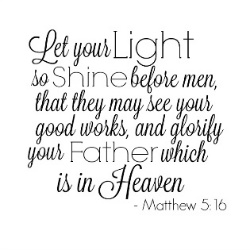 Let your Light
so Shine before men,
that they may see your
good works, and glorify
your Father which
is in Heaven
- Matthew 5:16